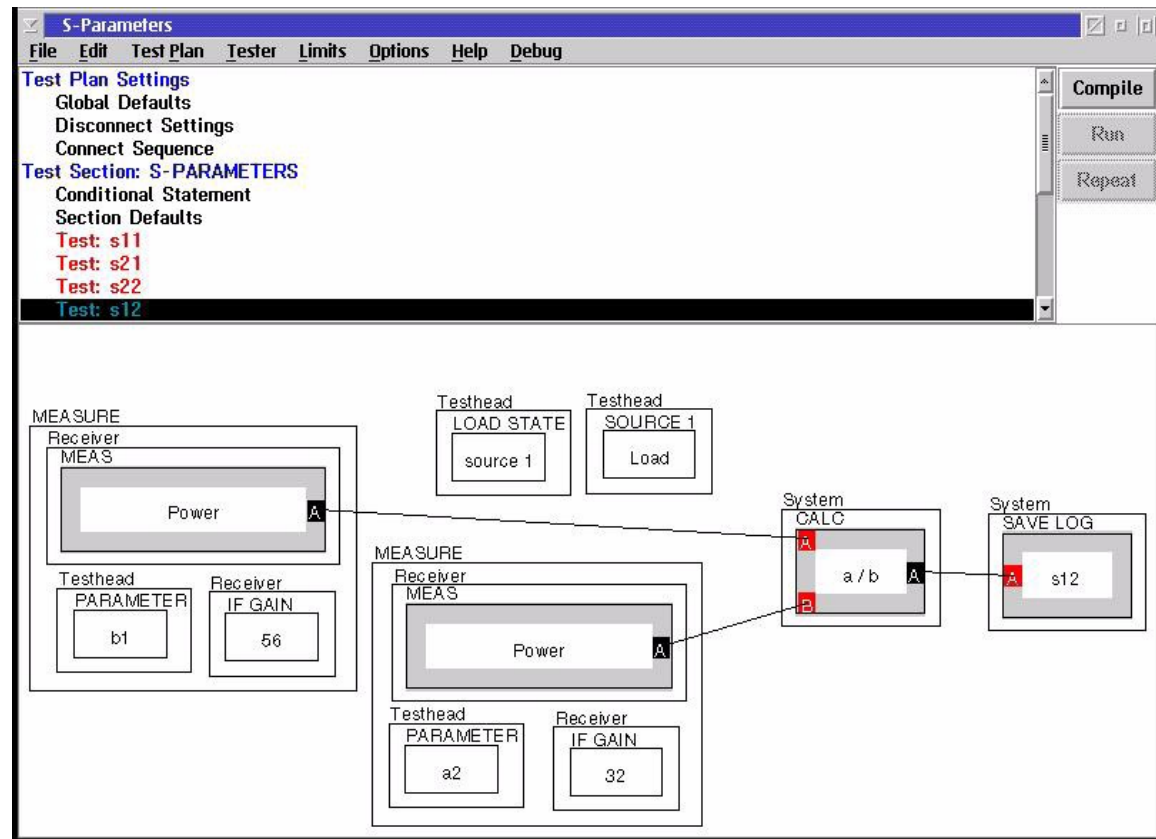 S-Parameters
File Edit Test Plan Tester Limits Options Help Debug
Test Plan Settings
Global Defaults
Disconnect Settings
Connect Sequence
Test Section: S-PARAMETERS
Conditional Statement
Section Defaults
Test: s11
Test: s21
Test: s22
Test: s12
Compile
Run
Repeat
MEASURE
Receiver
MEAS
Power
A
Testhead
PARAMETER
b1
Receiver
IF GAIN
56
Testhead
LOAD STATE
source 1
Testhead
SOURCE 1
Load
MEASURE
Receiver
MEAS
Power
A
Testhead
PARAMETER
a2
Receiver
IF GAIN
32
System
CALC
A
a / b
A
B
System
SAVE LOG
A
s12